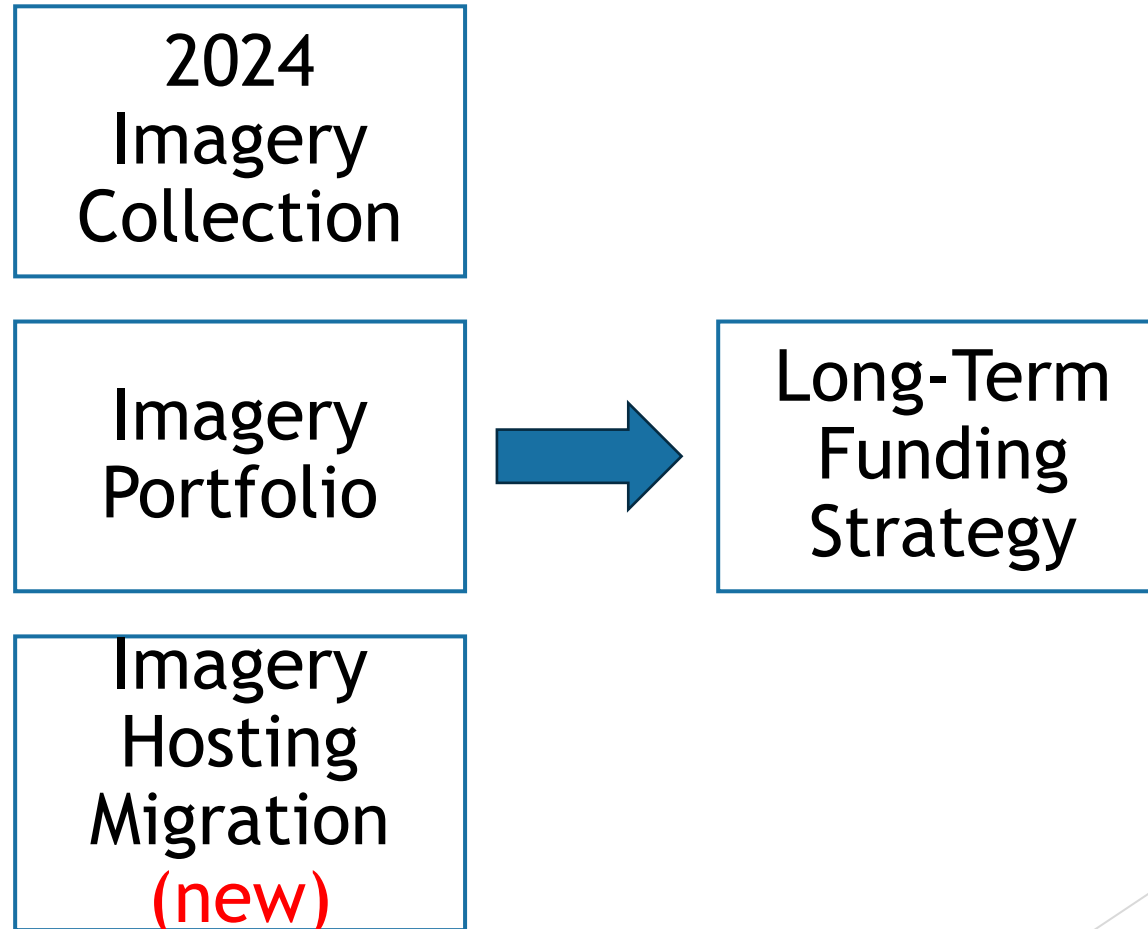 2024
Imagery
Collection
Imagery
Portfolio
Long-Term
Funding
Strategy
Imagery
Hosting
Migration
(new)